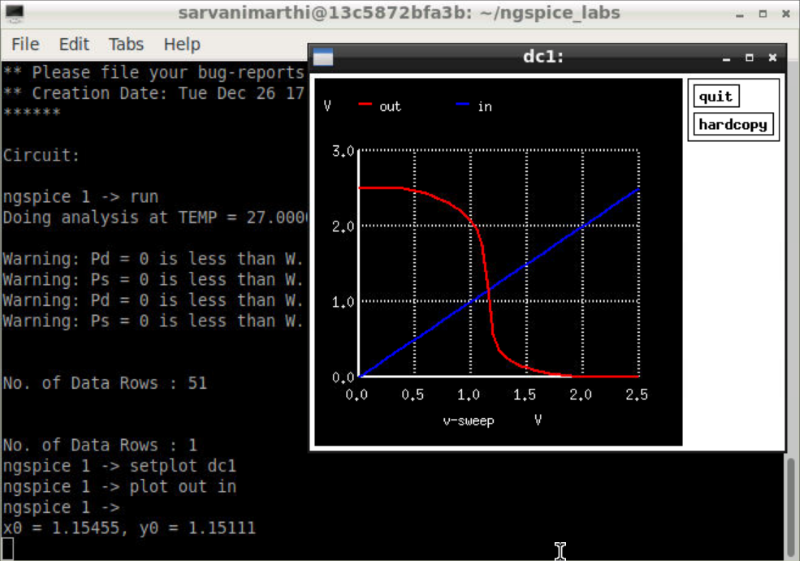 sarvanimarthi@13c5872bfa3b: ~/ngspice_labs
File Edit Tabs Help
** Please file your bug-reports
** Creation Date: Tue Dec 26 17
******
Circuit:
ngspice 1 -> run
Doing analysis at TEMP = 27.000
Warning: Pd = 0 is less than W.
Warning: Ps = 0 is less than W.
Warning: Pd = 0 is less than W.
Warning: Ps = 0 is less than W.
No. of Data Rows : 51
No. of Data Rows : 1
ngspice 1 -> setplot dc1
ngspice 1 -> plot out in
ngspice 1 ->
x0 = 1.15455, y0 = 1.15111
dc1:
V out in
3.0
2.0
1.0
0.0
0.0 0.5 1.0 1.5 2.0 2.5
v-sweep V
quit
hardcopy